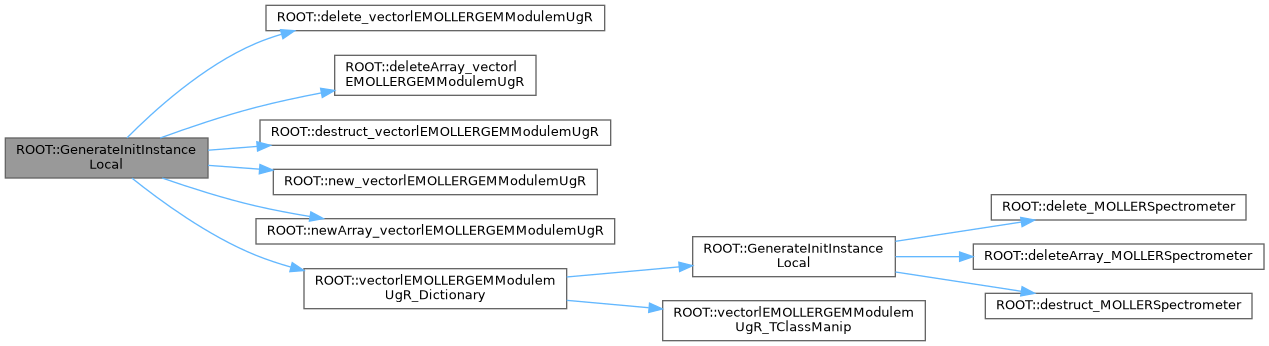 ROOT::GenerateInitInstance
Local
ROOT::delete_vectorlEMOLLERGEMModulemUgR
ROOT::deleteArray_vectorl
EMOLLERGEMModulemUgR
ROOT::destruct_vectorlEMOLLERGEMModulemUgR
ROOT::new_vectorlEMOLLERGEMModulemUgR
ROOT::newArray_vectorlEMOLLERGEMModulemUgR
ROOT::vectorlEMOLLERGEMModulem
UgR_Dictionary
ROOT::GenerateInitInstance
Local
ROOT::delete_MOLLERSpectrometer
ROOT::deleteArray_MOLLERSpectrometer
ROOT::destruct_MOLLERSpectrometer
ROOT::vectorlEMOLLERGEMModulem
UgR_TClassManip